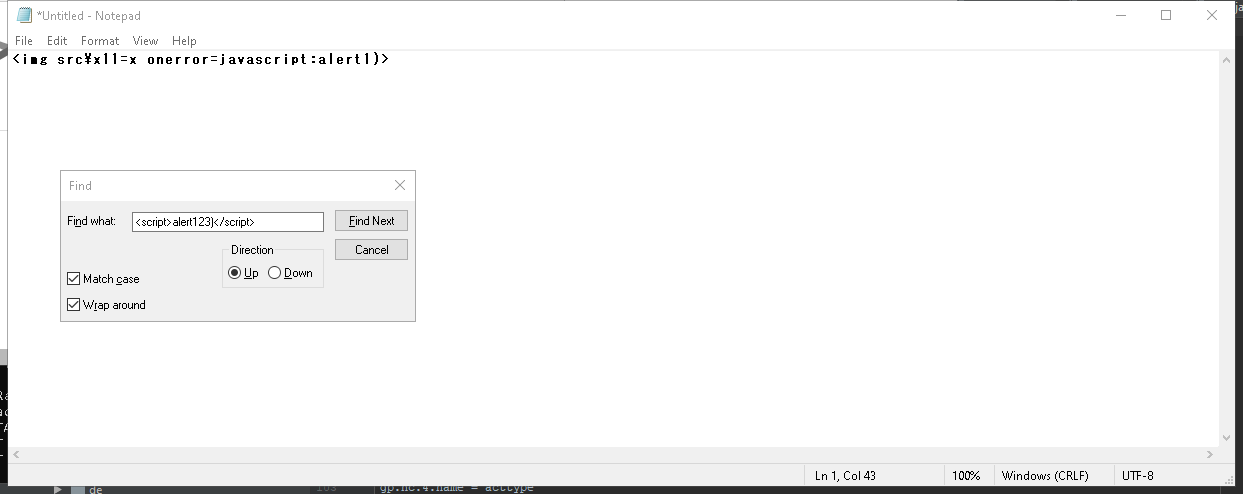 *Untitled - Notepad
File Edit Format View Help
<img src¥x11=x onerror=javascript:alert1)>
Find
Find what: <script>alert123)</script> Find Next
Direction Cancel
Up Down
Match case
Wrap around
Ln 1, Col 43 100% Windows (CRLF) UTF-8
de